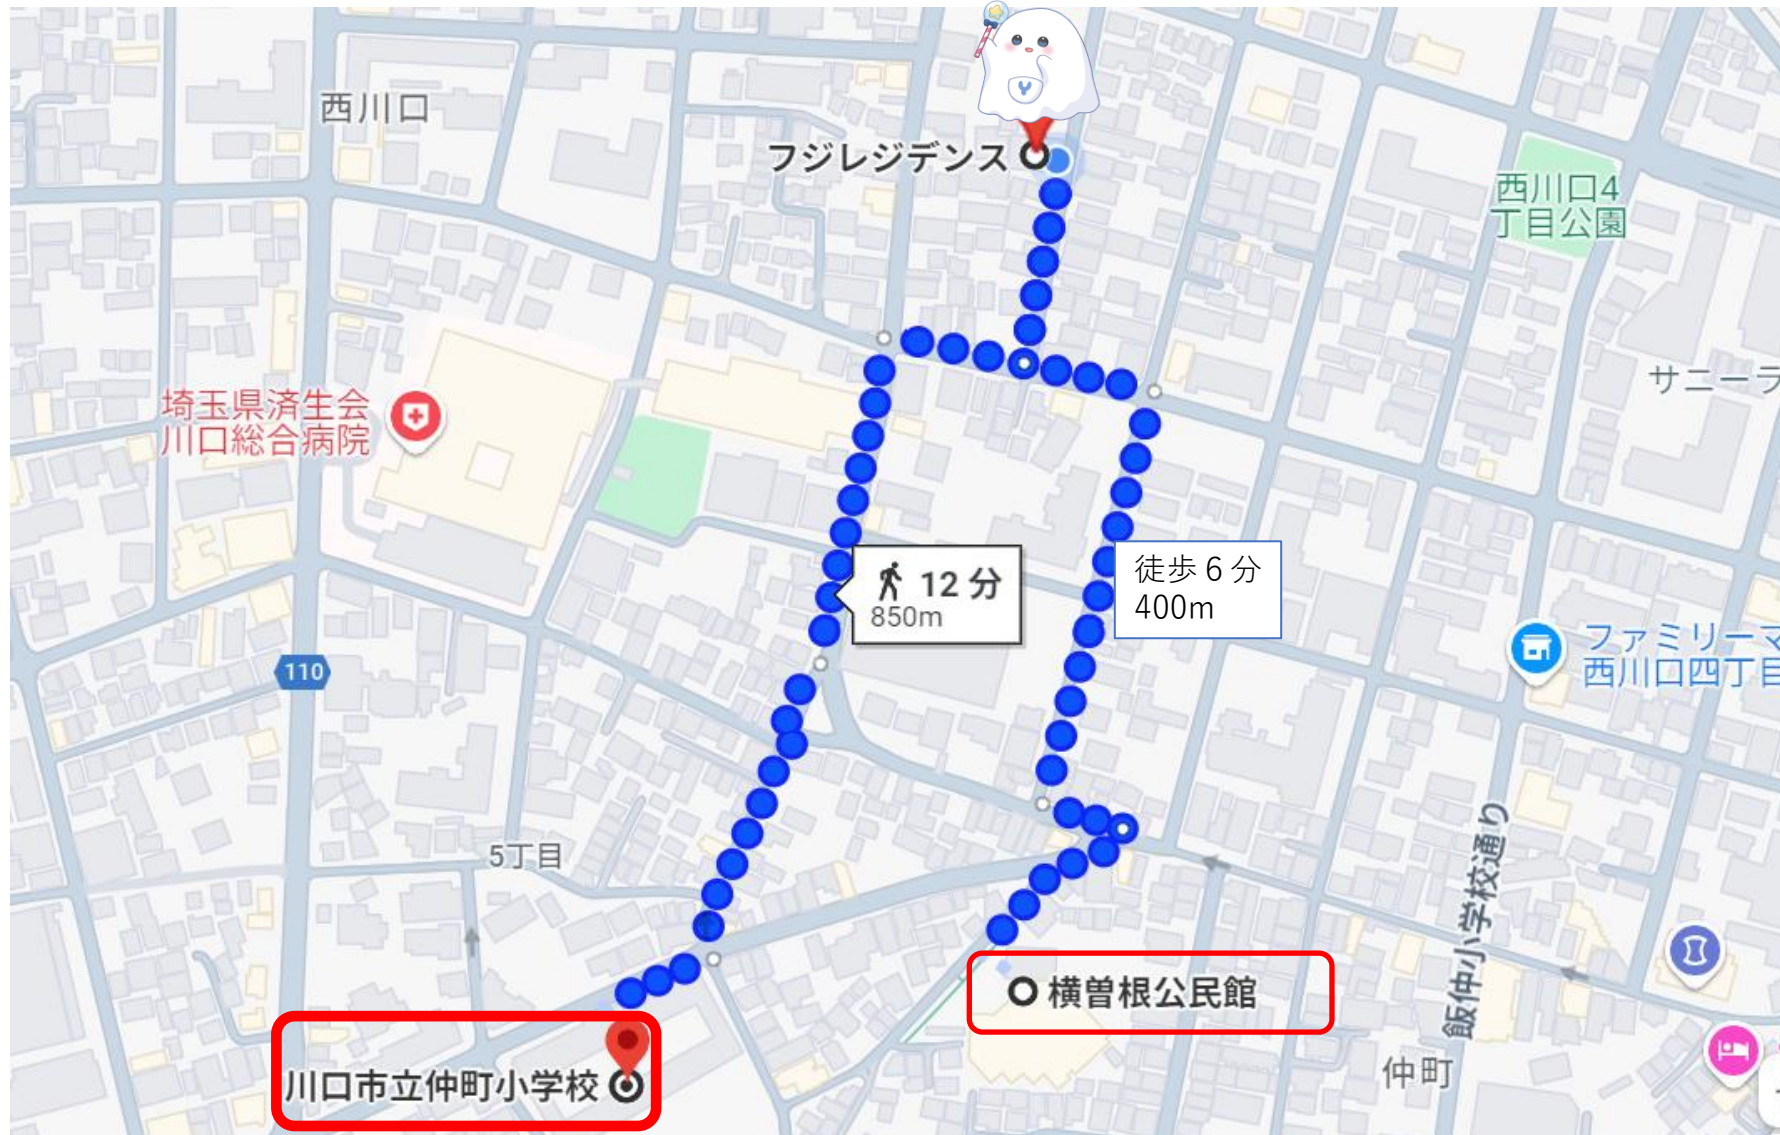 西川口
フジレジデンス
西川口4
丁目公園
サニーラ
埼玉県済生会
川口総合病院
12 分
850m
徒歩６分
400m
ファミリーマ
西川口四丁目
110
5丁目
飯仲小学校通り
横曽根公民館
仲町
川口市立仲町小学校